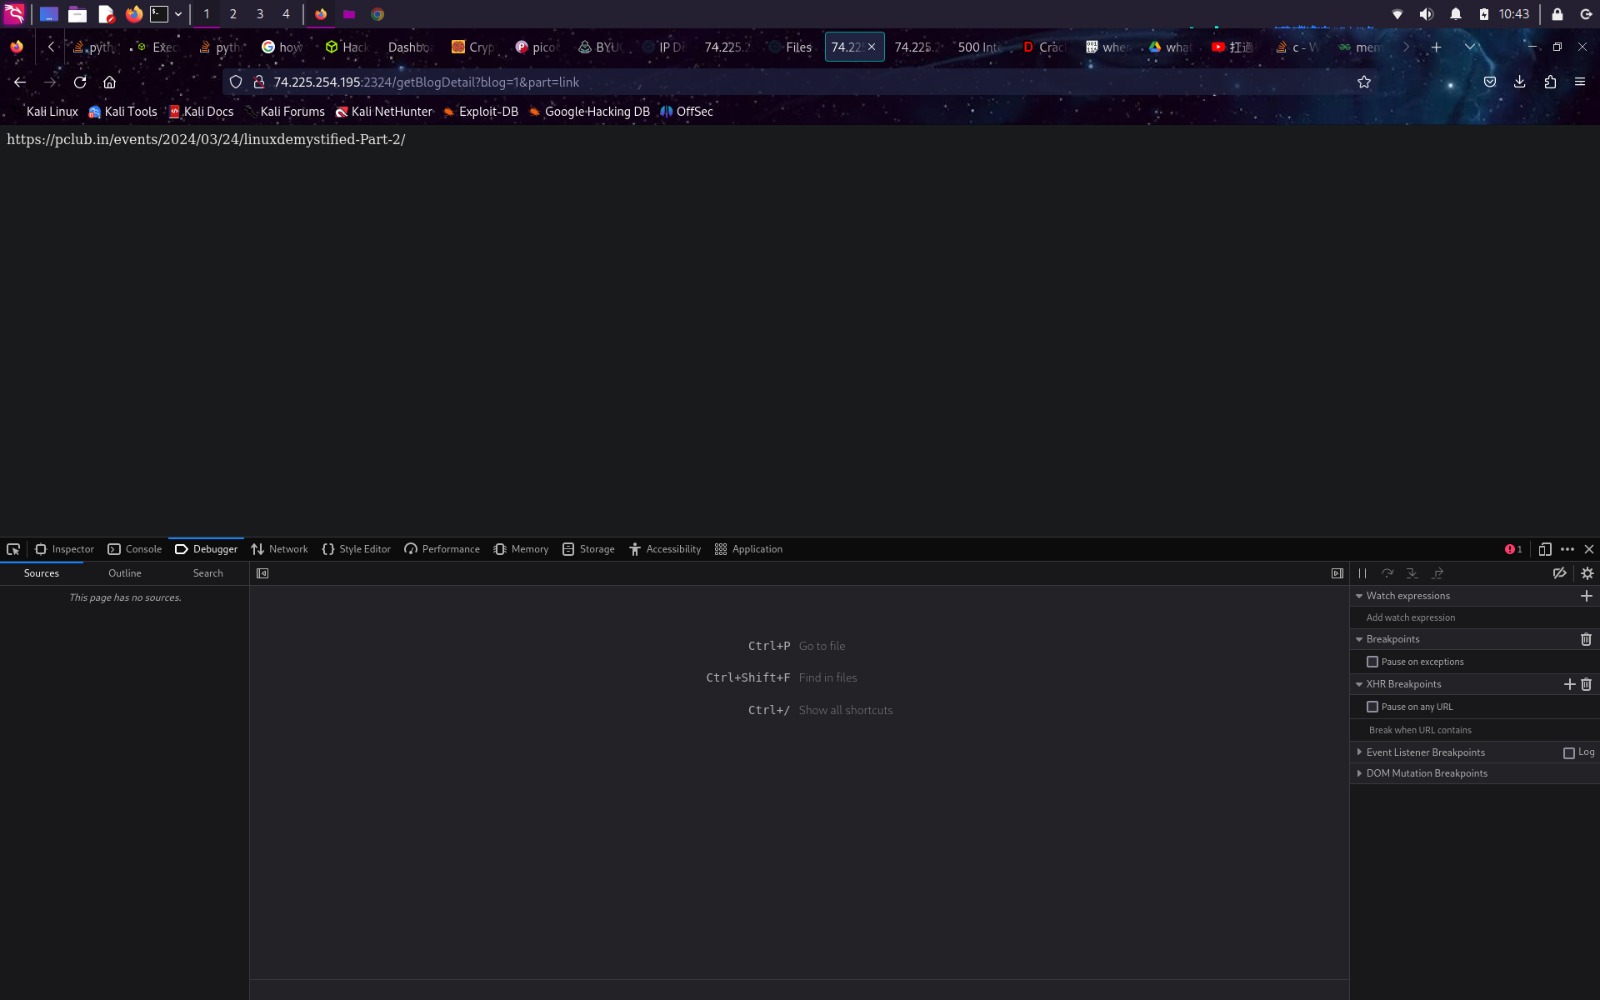 1 2 3 4 10:43
pyth Exec pyth how Hack Dashbo Cryp pico BYU IP D 74.225.2 Files 74.225 74.225.2 500 Inte Crac wher what 扛過 c - W mem
74.225.254.195:2324/getBlogDetail?blog=1&part=link
Kali Linux Kali Tools Kali Docs Kali Forums Kali NetHunter Exploit-DB Google Hacking DB OffSec
https://pclub.in/events/2024/03/24/linuxdemystified-Part-2/
Inspector Console Debugger Network Style Editor Performance Memory Storage Accessibility Application 1
Sources Outline Search
This page has no sources.
Ctrl+P Go to file
Ctrl+Shift+F Find in files
Ctrl+/ Show all shortcuts
Watch expressions
Add watch expression
Breakpoints
Pause on exceptions
XHR Breakpoints
Pause on any URL
Break when URL contains
Event Listener Breakpoints Log
DOM Mutation Breakpoints